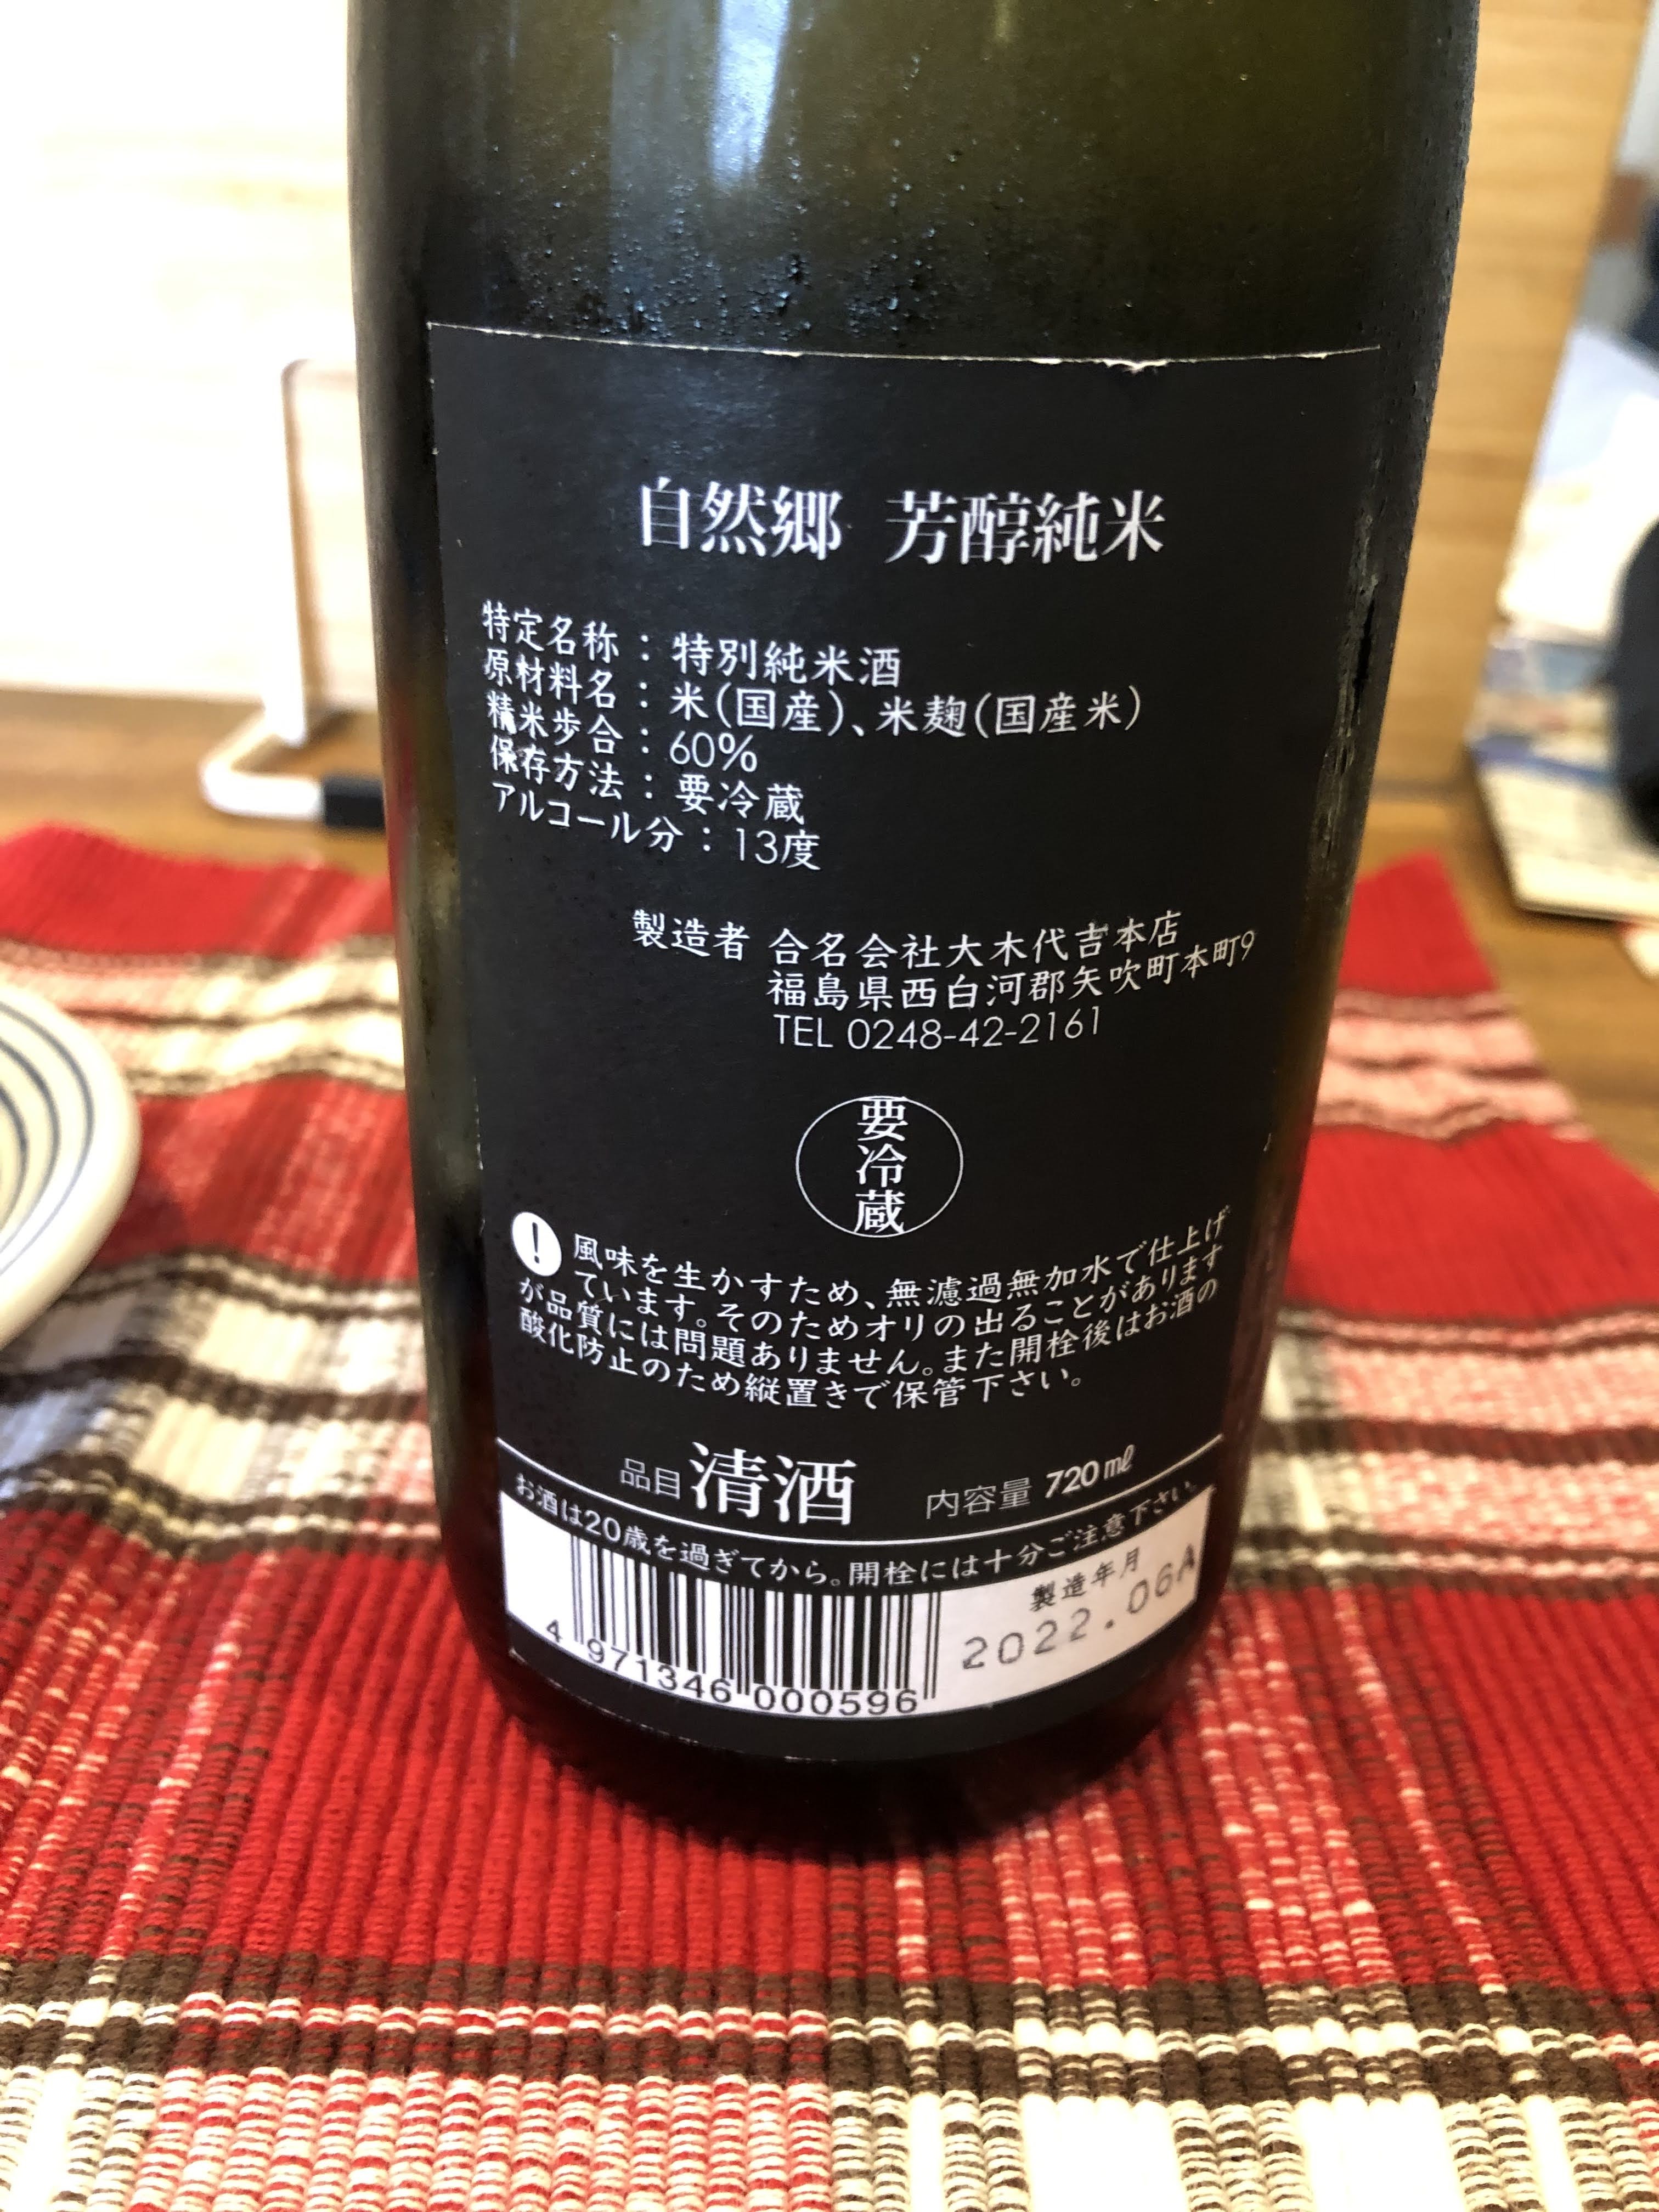 自然郷 芳醇純米
特定名称：特別純米酒
原材料名：米(国産)、米麹(国産米)
精米歩合：60%
保存方法：要冷蔵
アルコール分：13度
製造者 合名会社大木代吉本店
福島県西白河郡矢吹町本町9
TEL 0248-42-2161
要冷蔵
! 風味を生かすため、無濾過無加水で仕上げ
ています。そのためオリの出ることがあります
が品質には問題ありません。また開栓後はお酒の
酸化防止のため縦置きで保管下さい。
品目 清酒 内容量 720㎖
お酒は20歳を過ぎてから。開栓には十分ご注意下さい。
製造年月
2022.06A
4 971346 000596